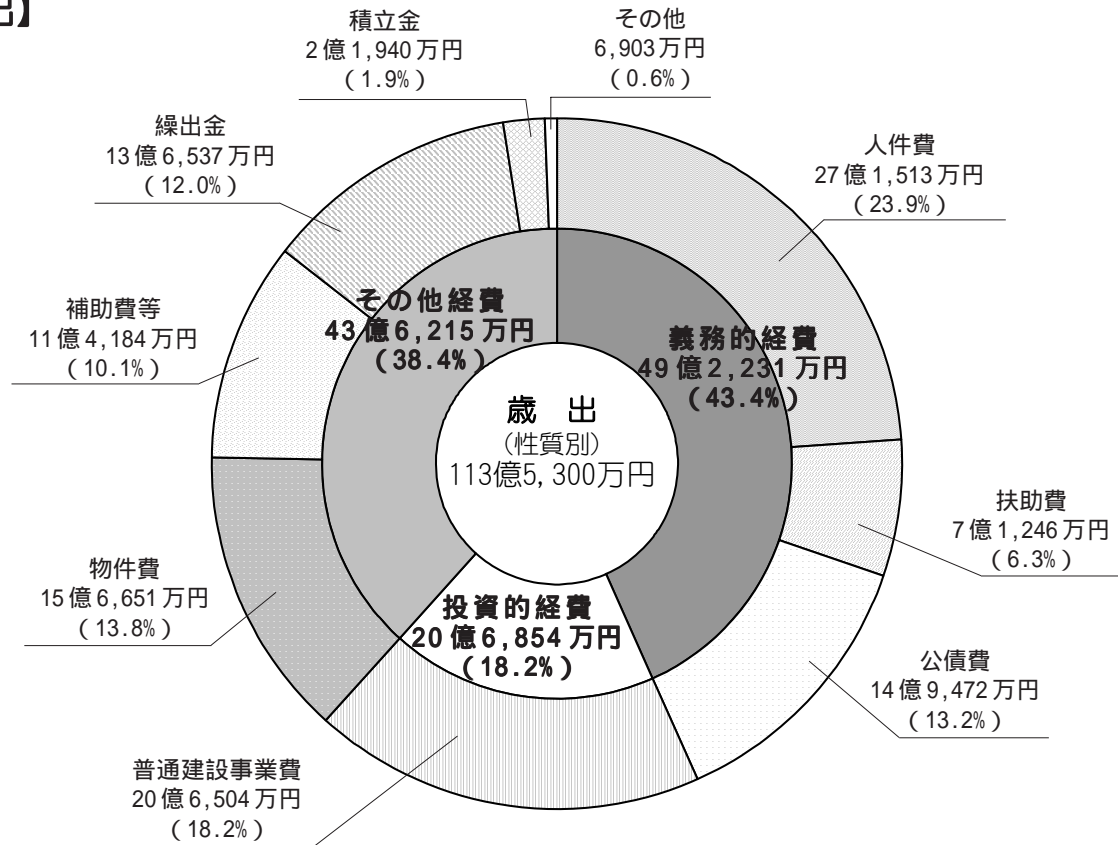 出】
積立金
2億1,940万円
(1.9%)
その他
6,903万円
(0.6%)
繰出金
13億6,537万円
(12.0%)
人件費
27億1,513万円
(23.9%)
補助費等
11億4,184万円
(10.1%)
その他経費
43億6,215万円
(38.4%)
義務的経費
49億2,231万円
(43.4%)
歳 出
(性質別)
113億5,300万円
扶助費
7億1,246万円
(6.3%)
物件費
15億6,651万円
(13.8%)
投資的経費
20億6,854万円
(18.2%)
公債費
14億9,472万円
(13.2%)
普通建設事業費
20億6,504万円
(18.2%)